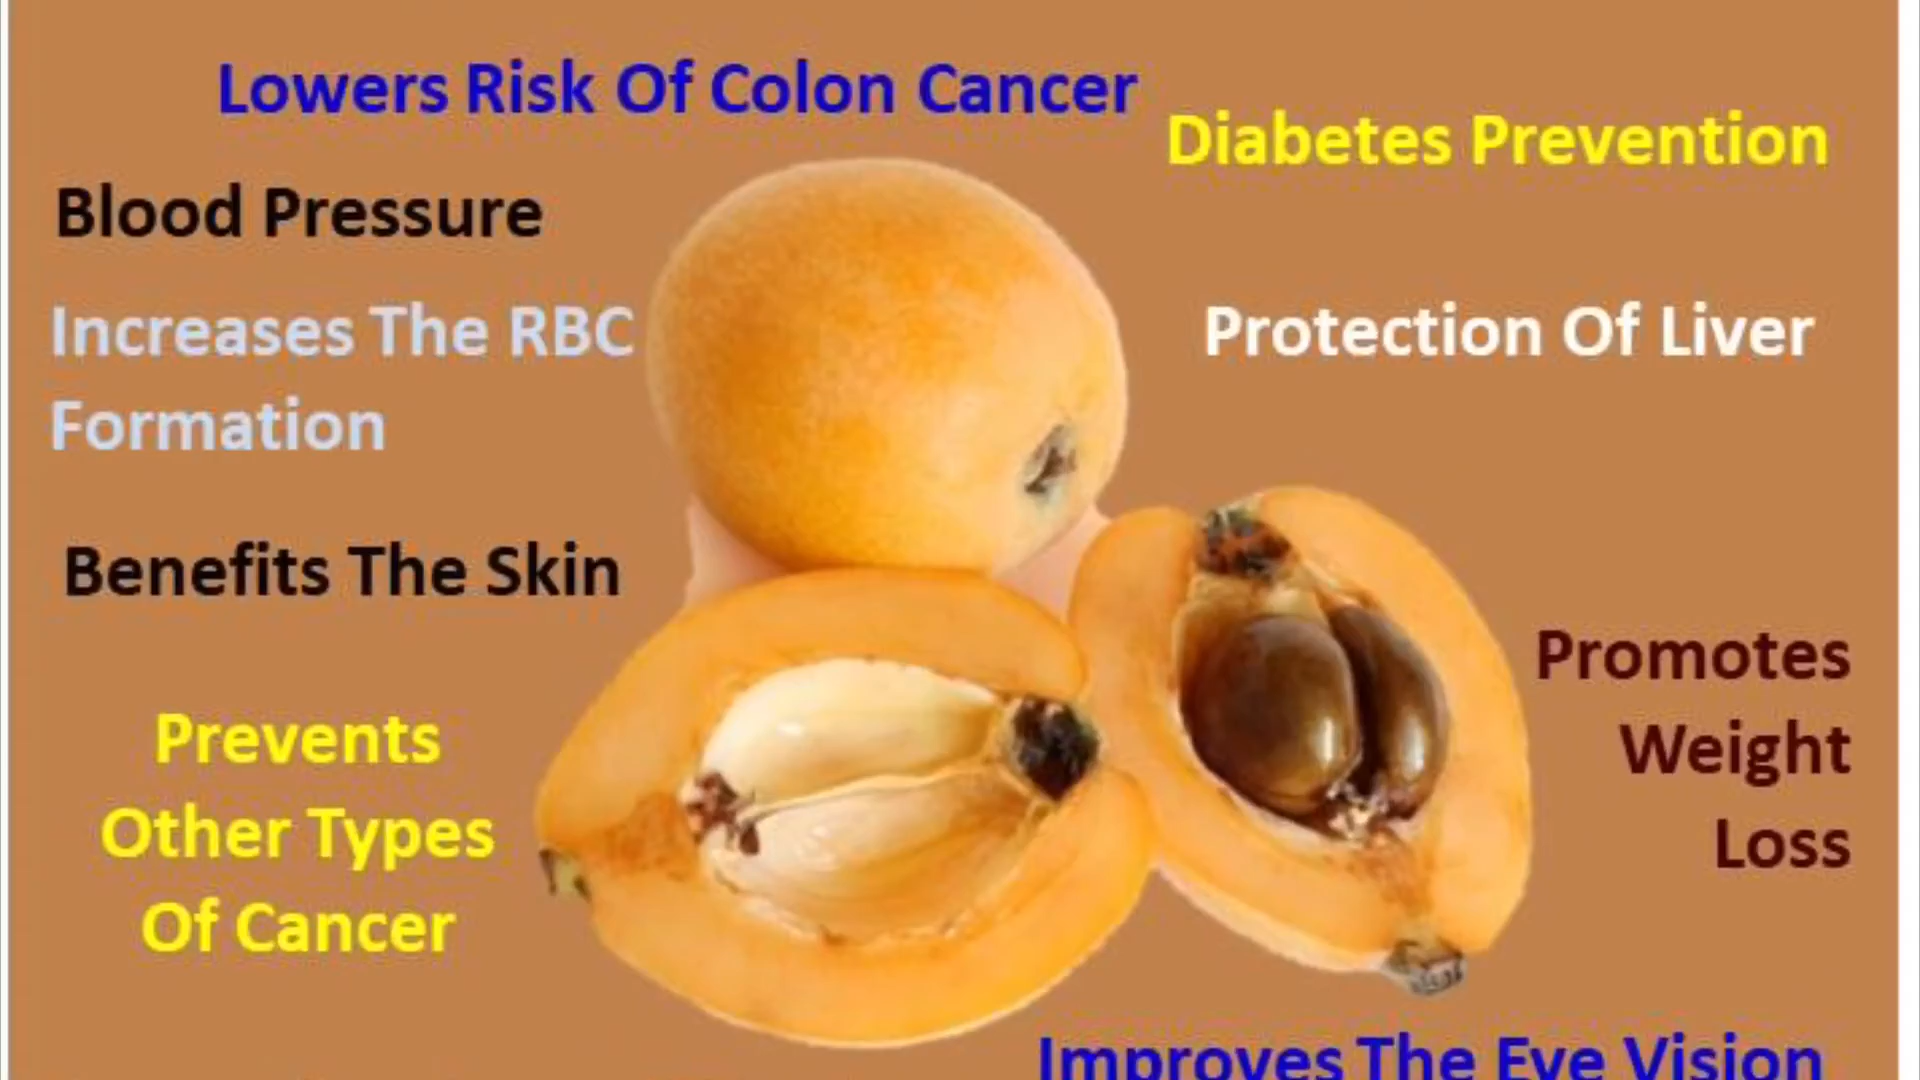 Lowers Risk Of Colon Cancer
Diabetes Prevention
Blood Pressure
Increases The RBC
Formation
Protection Of Liver
Benefits The Skin
Promotes
Weight
Loss
Prevents
Other Types
Of Cancer
Improves The Eye Vision